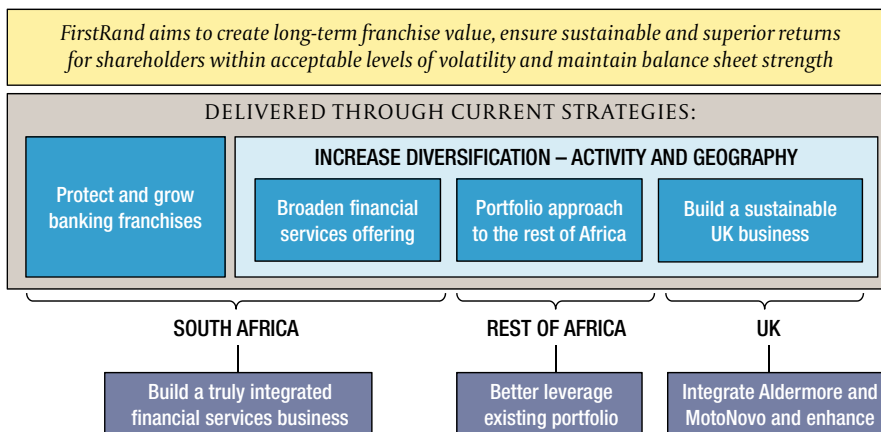 FirstRand aims to create long-term franchise value, ensure sustainable and superior returns
for shareholders within acceptable levels of volatility and maintain balance sheet strength
DELIVERED THROUGH CURRENT STRATEGIES:
Protect and grow
banking franchises
INCREASE DIVERSIFICATION – ACTIVITY AND GEOGRAPHY
Broaden financial
services offering
Portfolio approach
to the rest of Africa
Build a sustainable
UK business
SOUTH AFRICA
REST OF AFRICA
UK
Build a truly integrated
financial services business
Better leverage
existing portfolio
Integrate Aldermore and
MotoNovo and enhance